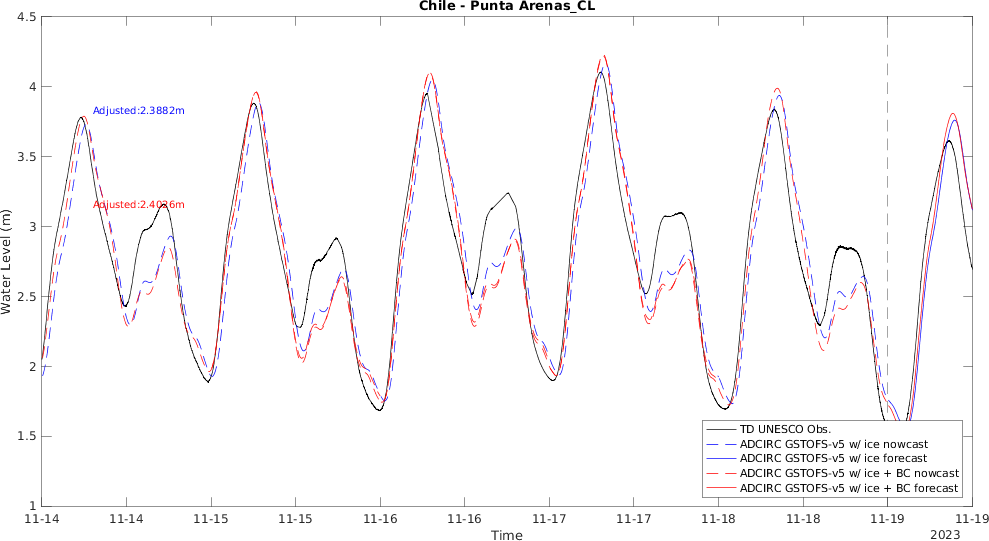 Chile - Punta Arenas_CL
4.5
4
3.5
3
2.5
2
1.5
1
Water Level (m)
Adjusted:2.3882m
Adjusted:2.4026m
TD UNESCO Obs.
ADCIRC GSTOFS-v5 w/ ice nowcast
ADCIRC GSTOFS-v5 w/ ice forecast
ADCIRC GSTOFS-v5 w/ ice + BC nowcast
ADCIRC GSTOFS-v5 w/ ice + BC forecast
11-14 11-14 11-15 11-15 11-16 11-16 11-17 11-17 11-18 11-18 11-19 11-19
Time
2023